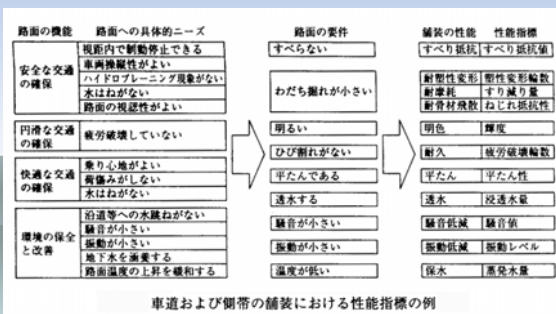 路面の機能 路面への具体的ニーズ 路面の要件 舗装の性能 性能指標
安全な交通の確保
視距内で制動停止できる
車両操縦性がよい
ハイドロプレーニング現象がない
水はねがない
路面の視認性がよい
円滑な交通の確保
疲労破壊していない
快適な交通の確保
乗り心地がよい
荷傷みがしない
水はねがない
環境の保全と改善
沿道等への水跳ねがない
騒音が小さい
振動が小さい
地下水を涵養する
路面温度の上昇を緩和する
すべらない
わだち掘れが小さい
明るい
ひび割れがない
平たんである
透水する
騒音が小さい
振動が小さい
温度が低い
すべり抵抗 すべり抵抗値
耐塑性変形 塑性変形輪数
耐摩耗 すり減り量
耐骨材飛散 ねじれ抵抗性
明色 輝度
耐久 疲労破壊輪数
平たん 平たん性
透水 浸透水量
騒音低減 騒音値
振動低減 振動レベル
保水 蒸発水量
車道および側帯の舗装における性能指標の例